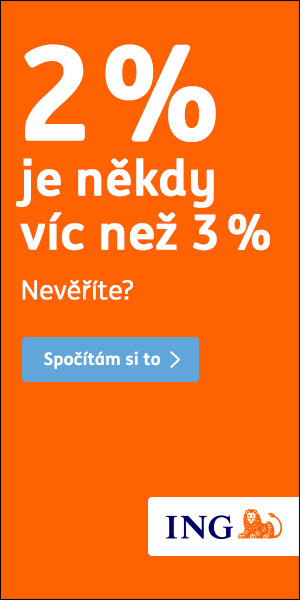 2 %
je někdy
víc než 3 %
Nevěříte?
Spočítám si to
ING